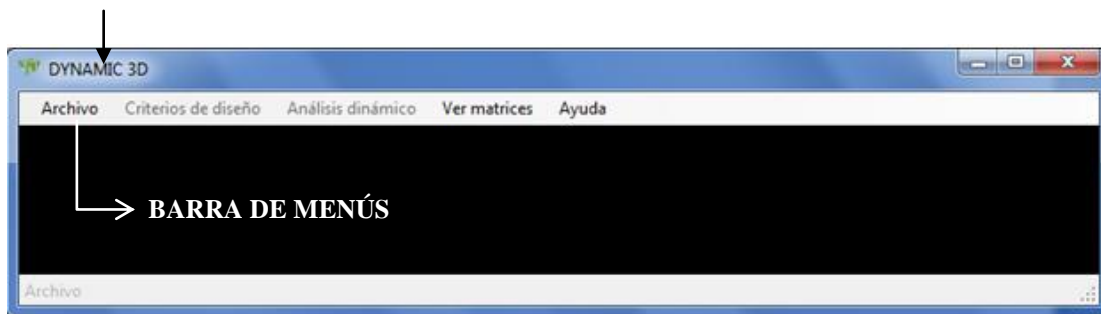 DYNAMIC 3D
Archivo Criterios de diseño Análisis dinámico Ver matrices Ayuda
BARRA DE MENÚS
Archivo